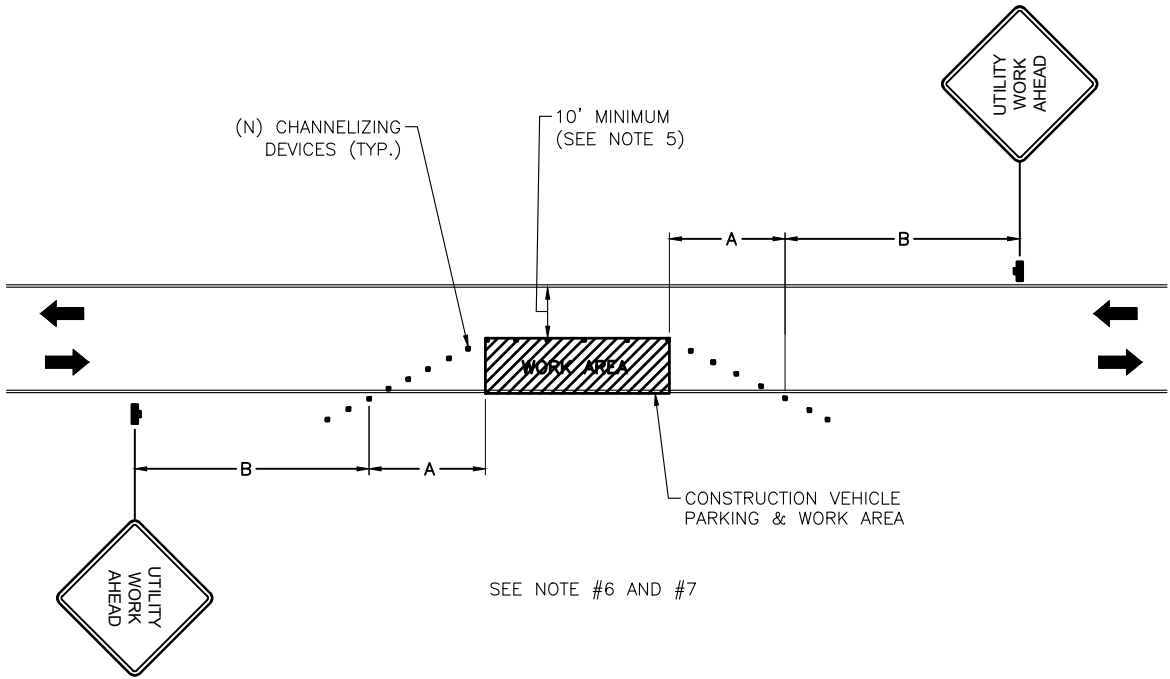 UTILITY
WORK
AHEAD
(N) CHANNELIZING
DEVICES (TYP.)
10' MINIMUM
(SEE NOTE 5)
A
B
WORK AREA
B
A
CONSTRUCTION VEHICLE
PARKING & WORK AREA
UTILITY
WORK
AHEAD
SEE NOTE #6 AND #7